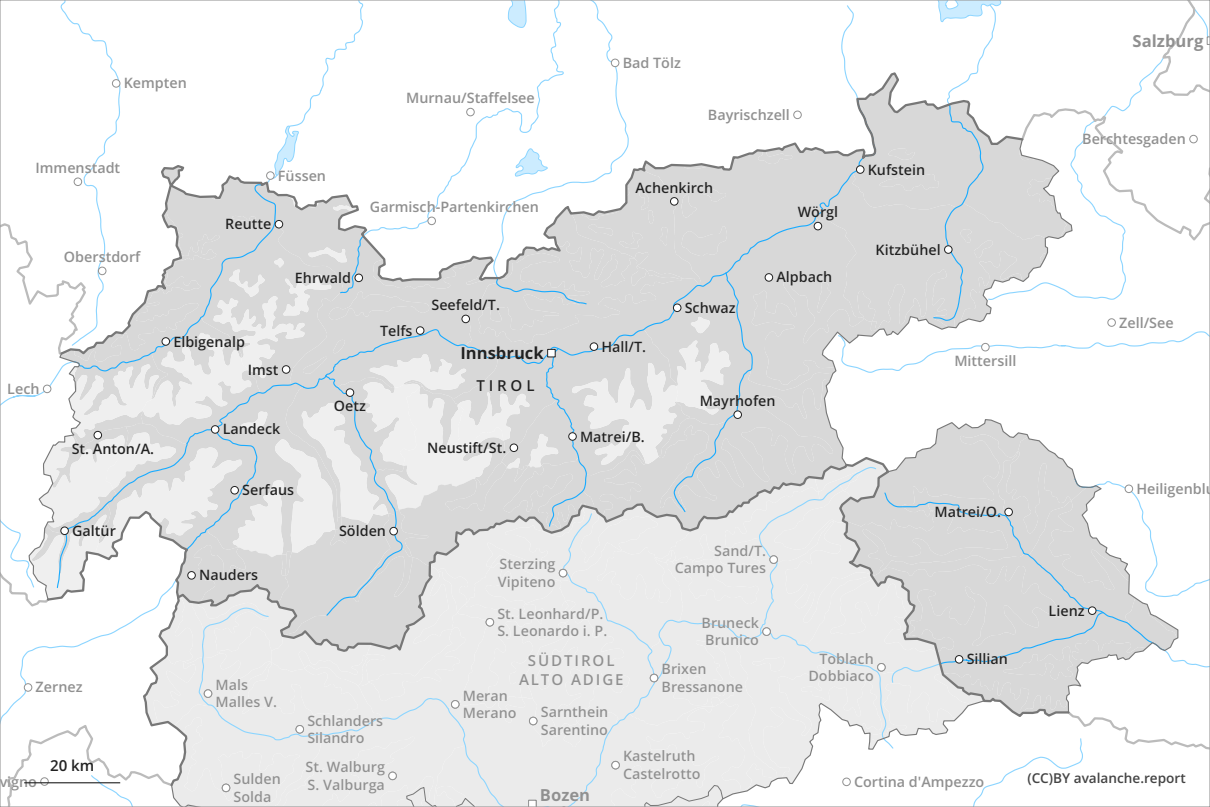 Salzburg
Bad Tölz
Kempten
Murnau/Staffelsee
Bayrischzell
Berchtesgaden
Immenstadt
Füssen
Kufstein
Achenkirch
Garmisch-Partenkirchen
Wörgl
Reutte
Kitzbühel
Oberstdorf
Ehrwald
Alpbach
Seefeld/T.
Schwaz
Zell/See
Telfs
Elbigenalp
Hall/T.
Innsbruck
Mittersill
Imst
TIROL
Lech
Oetz
Mayrhofen
Landeck
Matrei/B.
St. Anton/A.
Neustift/St.
Serfaus
Heiligenblu
Matrei/O.
Galtür
Sölden
Sand/T.
Campo Tures
Sterzing
Vipiteno
Nauders
Lienz
St. Leonhard/P.
S. Leonardo i. P.
Bruneck
Brunico
SÜDTIROL
ALTO ADIGE
Toblach
Dobbiaco
Sillian
Brixen
Bressanone
Zernez
Mals
Malles V.
Meran
Merano
Sarnthein
Sarentino
Schlanders
Silandro
Kastelruth
Castelrotto
20 km
St. Walburg
S. Valburga
vigno
Sulden
Solda
Cortina d'Ampezzo
(CC)BY avalanche.report
Bozen